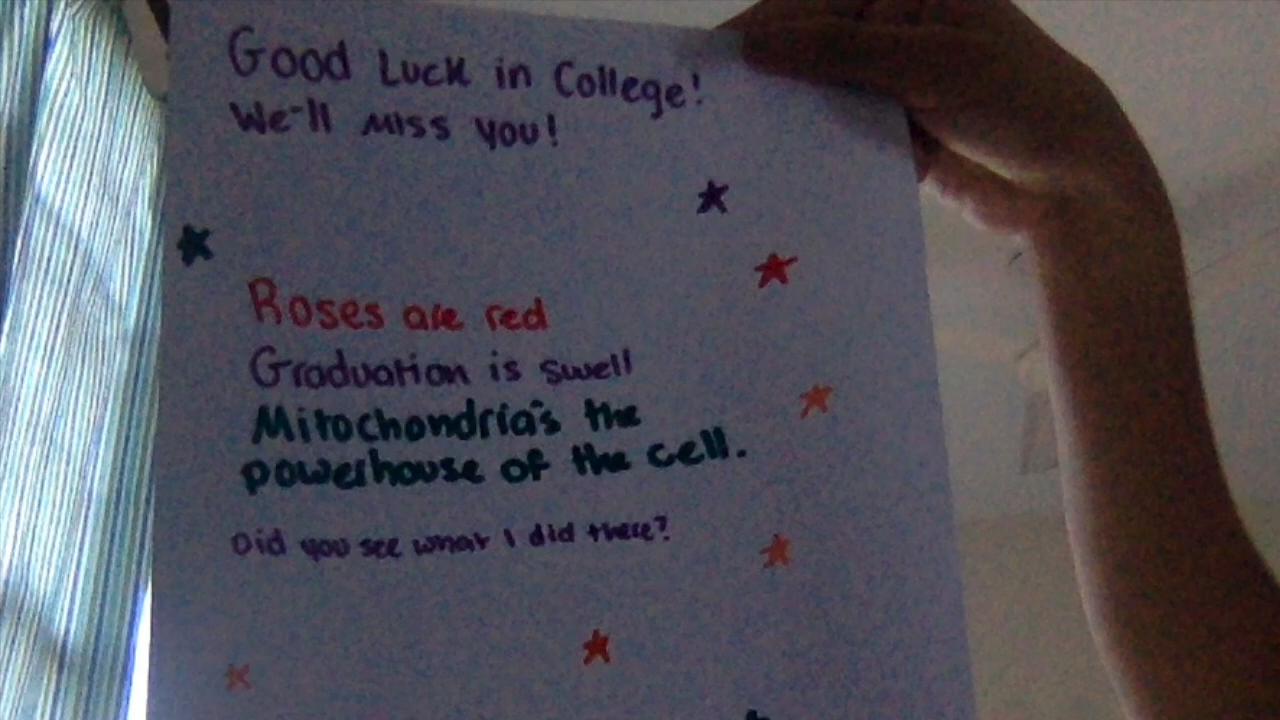 Good Luck in College!
We'll miss you!
Roses are red
Graduation is swell
Mitochondria's the
powerhouse of the cell.
Did you see what I did there?